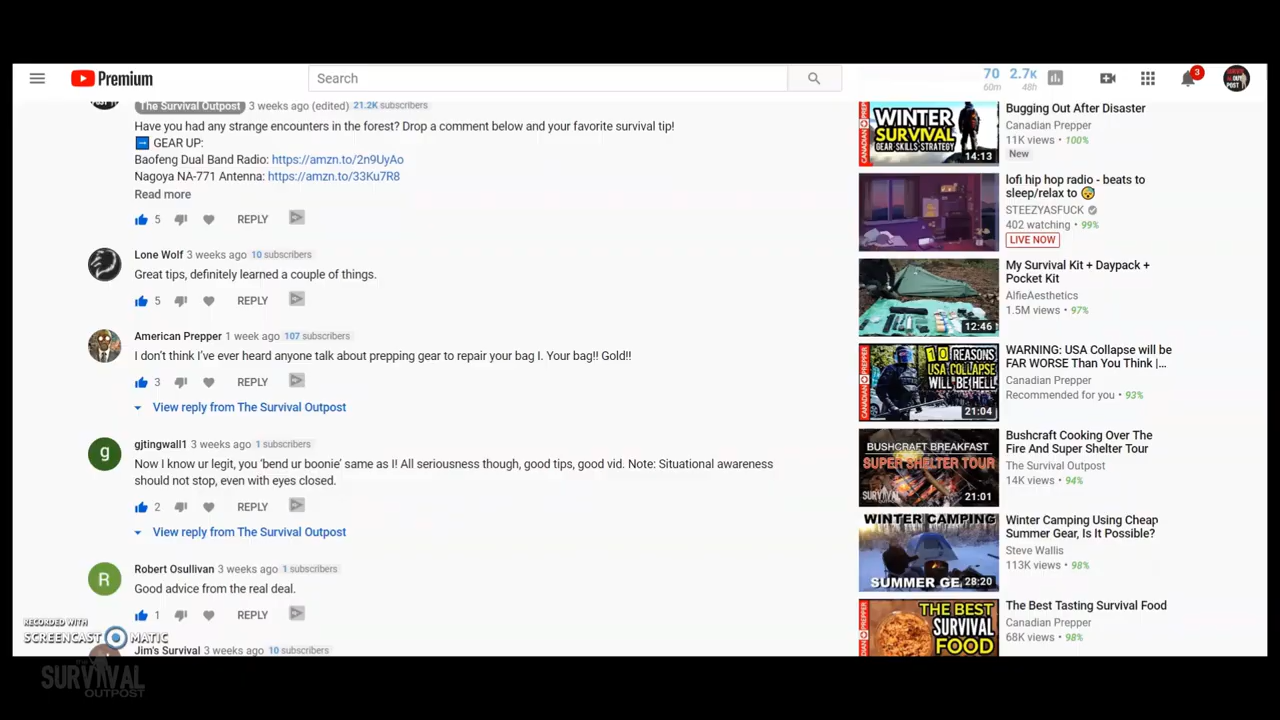 Premium
Search
70 2.7K
60m 48h
3
The Survival Outpost 3 weeks ago (edited) 21.2K subscribers
Have you had any strange encounters in the forest? Drop a comment below and your favorite survival tip!
GEAR UP:
Baofeng Dual Band Radio: https://amzn.to/2n9UyAo
Nagoya NA-771 Antenna: https://amzn.to/33Ku7R8
Read more
5 REPLY
Lone Wolf 3 weeks ago 10 subscribers
Great tips, definitely learned a couple of things.
5 REPLY
American Prepper 1 week ago 107 subscribers
I don't think I've ever heard anyone talk about prepping gear to repair your bag I. Your bag!! Gold!!
3 REPLY
View reply from The Survival Outpost
g
gjtingwall1 3 weeks ago 1 subscribers
Now I know ur legit, you 'bend ur boonie' same as I! All seriousness though, good tips, good vid. Note: Situational awareness
should not stop, even with eyes closed.
2 REPLY
View reply from The Survival Outpost
R
Robert Osullivan 3 weeks ago 1 subscribers
Good advice from the real deal.
1 REPLY
Jim's Survival 3 weeks ago 10 subscribers
RECORDED WITH
SCREENCAST MATIC
SURVIVAL
OUTPOST
CANADIAN PREPPER
WINTER
SURVIVAL
GEAR SKILLS STRATEGY
14:13
Bugging Out After Disaster
Canadian Prepper
11K views • 100%
New
lofi hip hop radio - beats to
sleep/relax to
STEEZYASFUCK
402 watching • 99%
LIVE NOW
12:46
My Survival Kit + Daypack +
Pocket Kit
AlfieAesthetics
1.5M views • 97%
CANADIAN PREPPER
10 REASONS
USA COLLAPSE
WILL BE HELL
21:04
WARNING: USA Collapse will be
FAR WORSE Than You Think |...
Canadian Prepper
Recommended for you • 93%
BUSHCRAFT BREAKFAST
SUPER SHELTER TOUR
SURVIVAL
21:01
Bushcraft Cooking Over The
Fire And Super Shelter Tour
The Survival Outpost
14K views • 94%
WINTER CAMPING
SUMMER GE
28:20
Winter Camping Using Cheap
Summer Gear, Is It Possible?
Steve Wallis
113K views • 98%
THE BEST
SURVIVAL
FOOD
The Best Tasting Survival Food
Canadian Prepper
68K views • 98%